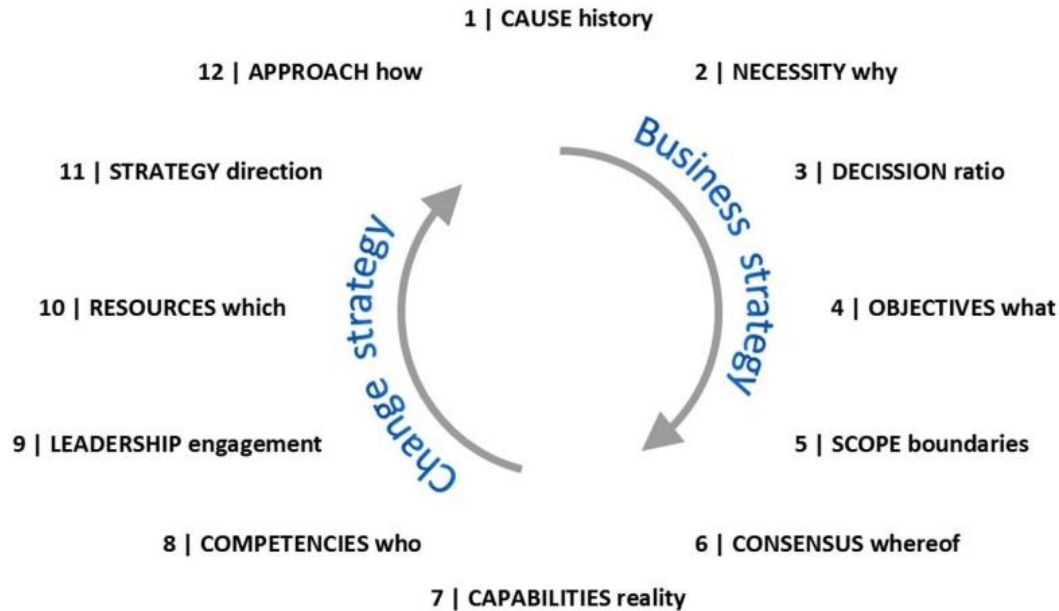 1 | CAUSE history
2 | NECESSITY why
3 | DECISSION ratio
4 | OBJECTIVES what
5 | SCOPE boundaries
6 | CONSENSUS whereof
7 | CAPABILITIES reality
8 | COMPETENCIES who
9 | LEADERSHIP engagement
10 | RESOURCES which
11 | STRATEGY direction
12 | APPROACH how
Business strategy
Change strategy